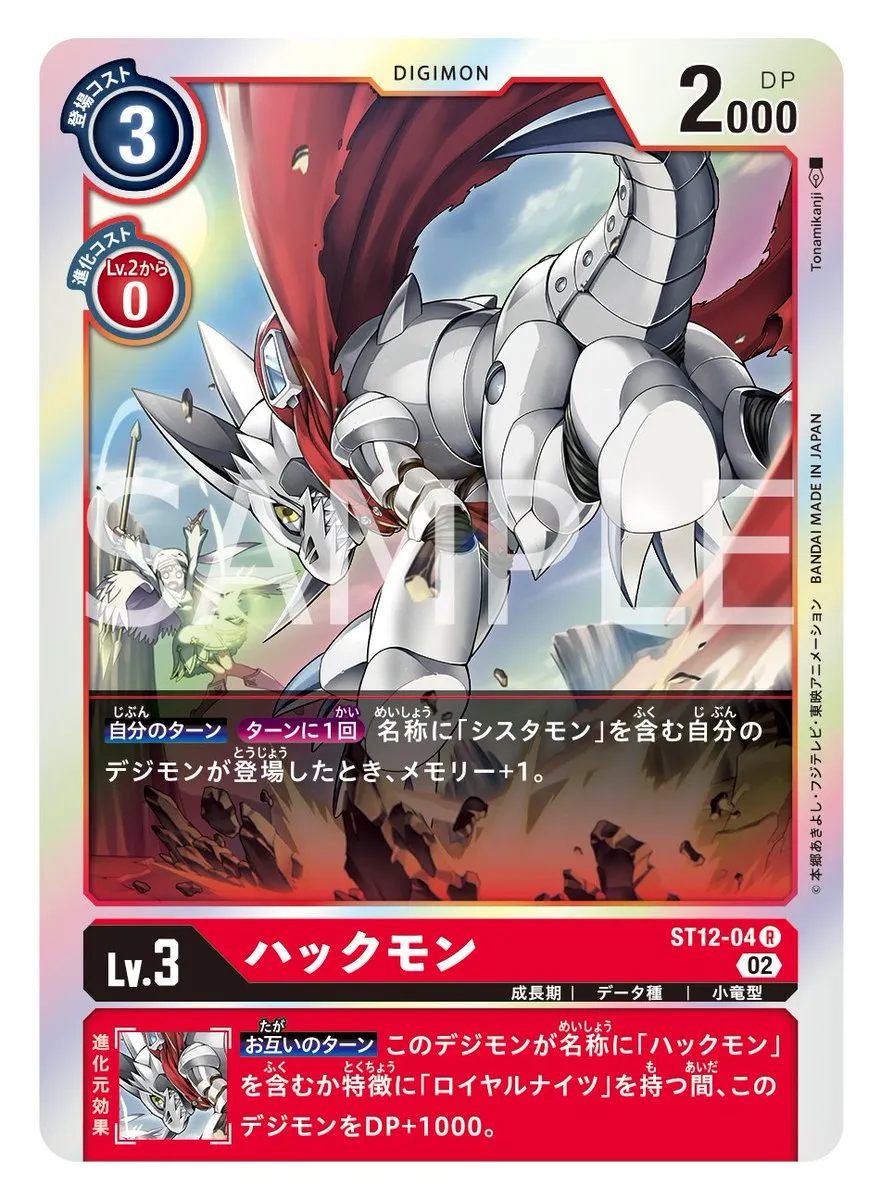 DIGIMON
登場コスト
3
2000
DP
進化コスト
Lv.2から
0
Tonamikanji
SAMPLE
じぶん かい めいしょう ふく じぶん
自分のターン ターンに1回 名称に「シスタモン」を含む自分の
とうじょう
デジモンが登場したとき、メモリー+1。
©本郷あきよし・フジテレビ・東映アニメーション BANDAI MADE IN JAPAN
Lv.3
ハックモン
ST12-04 R
02
成長期 | データ種 | 小竜型
進化元効果
たが めいしょう
お互いのターン このデジモンが名称に「ハックモン」
ふく とくちょう も あいだ
を含むか特徴に「ロイヤルナイツ」を持つ間、この
デジモンをDP+1000。